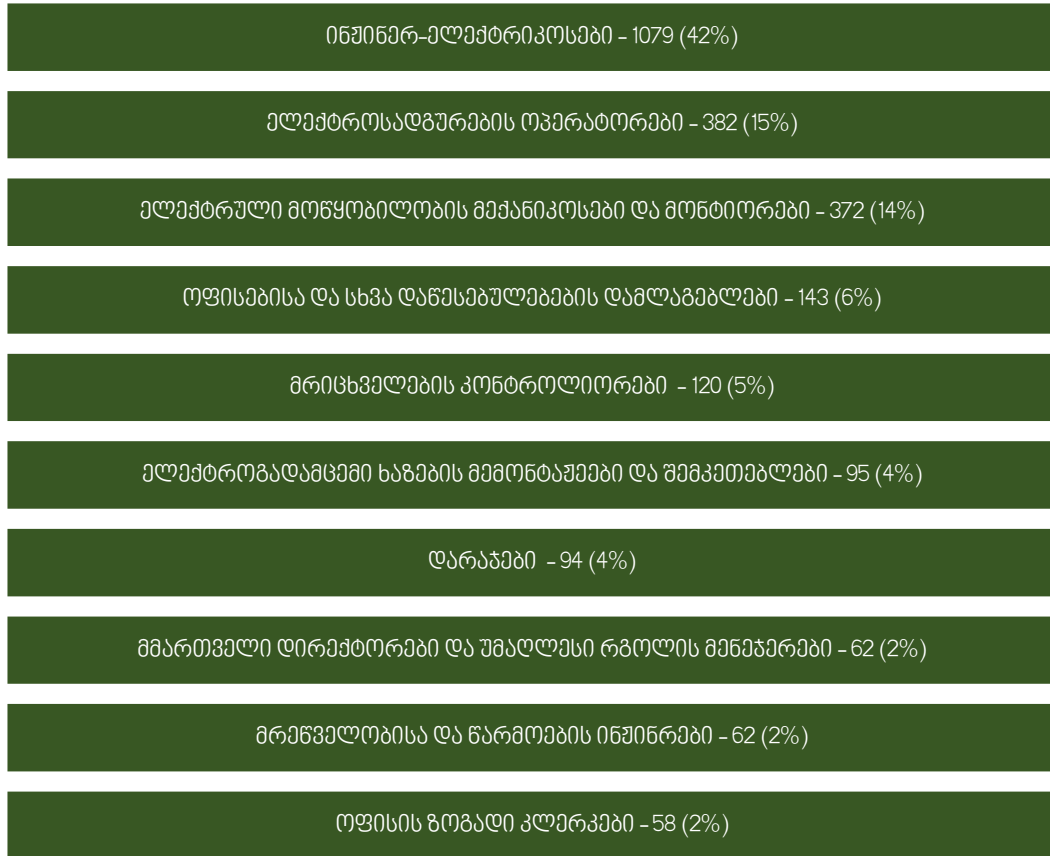 ინჟინერ-ელექტრიკოსები - 1079 (42%)
ელექტროსადგურების ოპერატორები - 382 (15%)
ელექტრული მოწყობილობის მექანიკოსები და მონტიორები - 372 (14%)
ოფისებისა და სხვა დაწესებულებების დამლაგებლები - 143 (6%)
მრიცხველების კონტროლიორები - 120 (5%)
ელექტროგადამცემი ხაზების მემონტაჟეები და შემკეთებლები - 95 (4%)
დარაჯები - 94 (4%)
მმართველი დირექტორები და უმაღლესი რგოლის მენეჯერები - 62 (2%)
მრეწველობისა და წარმოების ინჟინრები - 62 (2%)
ოფისის ზოგადი კლერკები - 58 (2%)